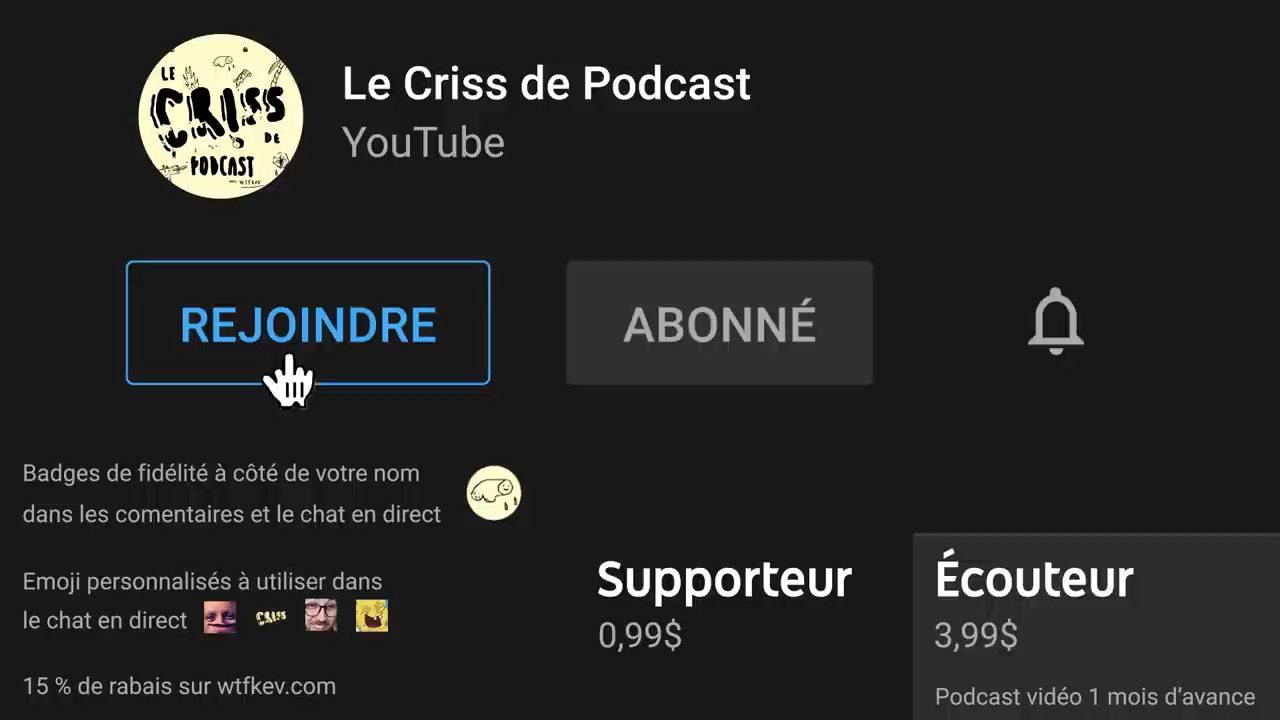 LE
CRISS
DE
PODCAST
Le Criss de Podcast
YouTube
REJOINDRE
ABONNÉ
Badges de fidélité à côté de votre nom
dans les comentaires et le chat en direct
Emoji personnalisés à utiliser dans
le chat en direct
CRISS
15 % de rabais sur wtfkev.com
Supporteur
0,99$
Écouteur
3,99$
Podcast vidéo 1 mois d’avance